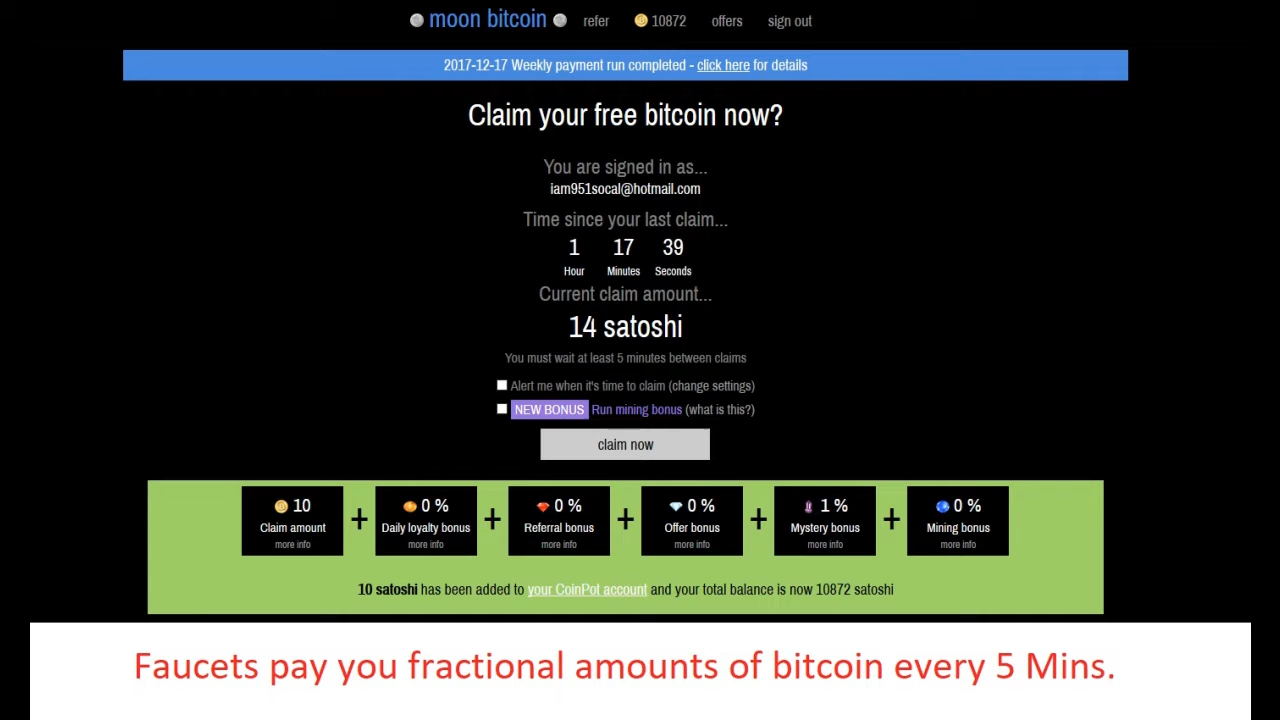 moon bitcoin refer 10872 offers sign out
2017-12-17 Weekly payment run completed - click here for details
Claim your free bitcoin now?
You are signed in as...
iam951socal@hotmail.com
Time since your last claim...
1 17 39
Hour Minutes Seconds
Current claim amount...
14 satoshi
You must wait at least 5 minutes between claims
Alert me when it's time to claim (change settings)
NEW BONUS Run mining bonus (what is this?)
claim now
10 + 0 % + 0 % + 0 % + 1 % + 0 %
Claim amount Daily loyalty bonus Referral bonus Offer bonus Mystery bonus Mining bonus
more info more info more info more info more info more info
10 satoshi has been added to your CoinPot account and your total balance is now 10872 satoshi
Faucets pay you fractional amounts of bitcoin every 5 Mins.